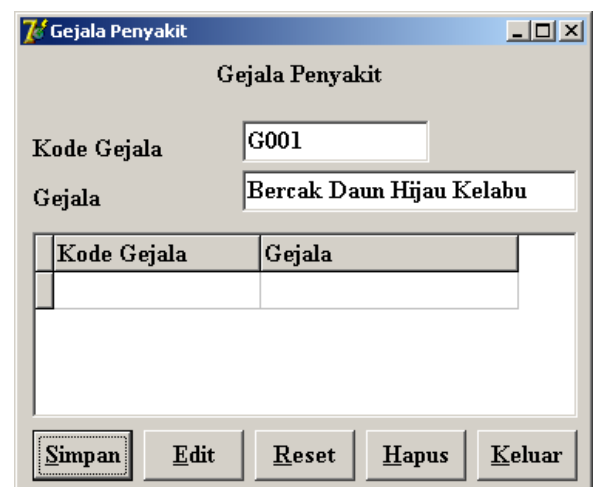 Gejala Penyakit
Gejala Penyakit
Kode Gejala G001
Gejala Bercak Daun Hijau Kelabu
Kode Gejala Gejala
Simpan Edit Reset Hapus Keluar